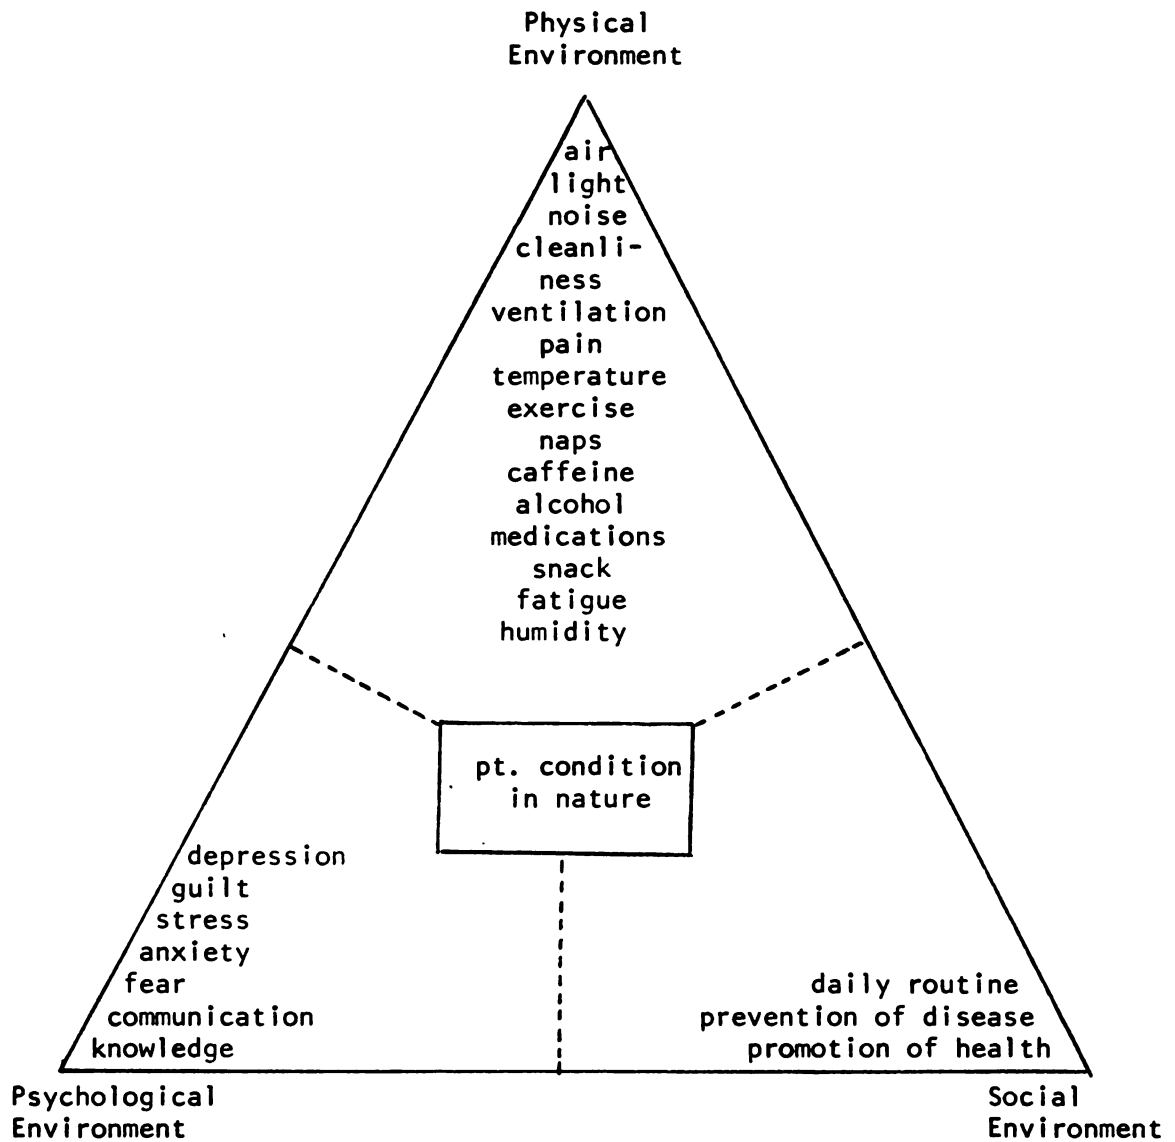 Physical
Environment
air
light
noise
cleanli-
ness
ventilation
pain
temperature
exercise
naps
caffeine
alcohol
medications
snack
fatigue
humidity
pt. condition
in nature
depression
guilt
stress
anxiety
fear
communication
knowledge
daily routine
prevention of disease
promotion of health
Psychological
Environment
Social
Environment